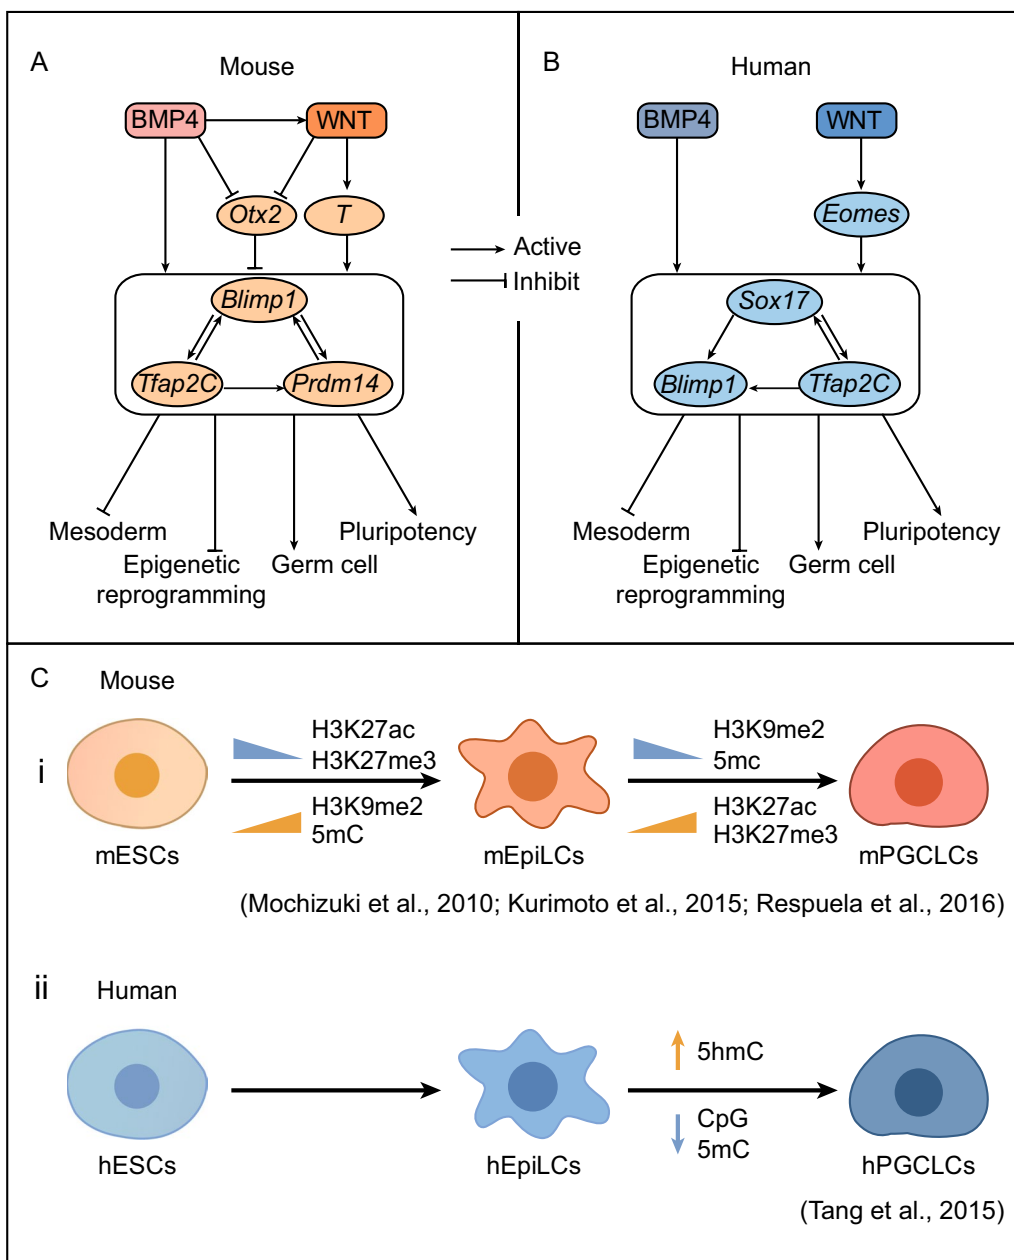 A
Mouse
BMP4
WNT
Otx2
T
Blimp1
Tfap2C
Prdm14
Mesoderm
Pluripotency
Epigenetic
reprogramming
Germ cell
Active
Inhibit
B
Human
BMP4
WNT
Eomes
Sox17
Blimp1
Tfap2C
Mesoderm
Pluripotency
Epigenetic
reprogramming
Germ cell
C
Mouse
i
H3K27ac
H3K27me3
H3K9me2
5mC
H3K9me2
5mc
H3K27ac
H3K27me3
mESCs
mEpiLCs
mPGCLCs
(Mochizuki et al., 2010; Kurimoto et al., 2015; Respuela et al., 2016)
ii
Human
5hmC
CpG
5mC
hESCs
hEpiLCs
hPGCLCs
(Tang et al., 2015)